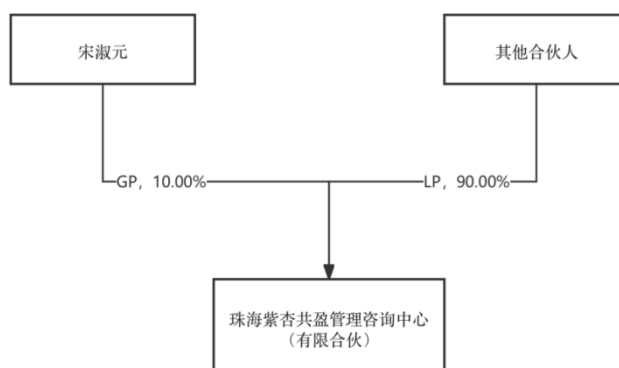 宋淑元
其他合伙人
GP，10.00%
LP，90.00%
珠海紫杏共盈管理咨询中心
（有限合伙）